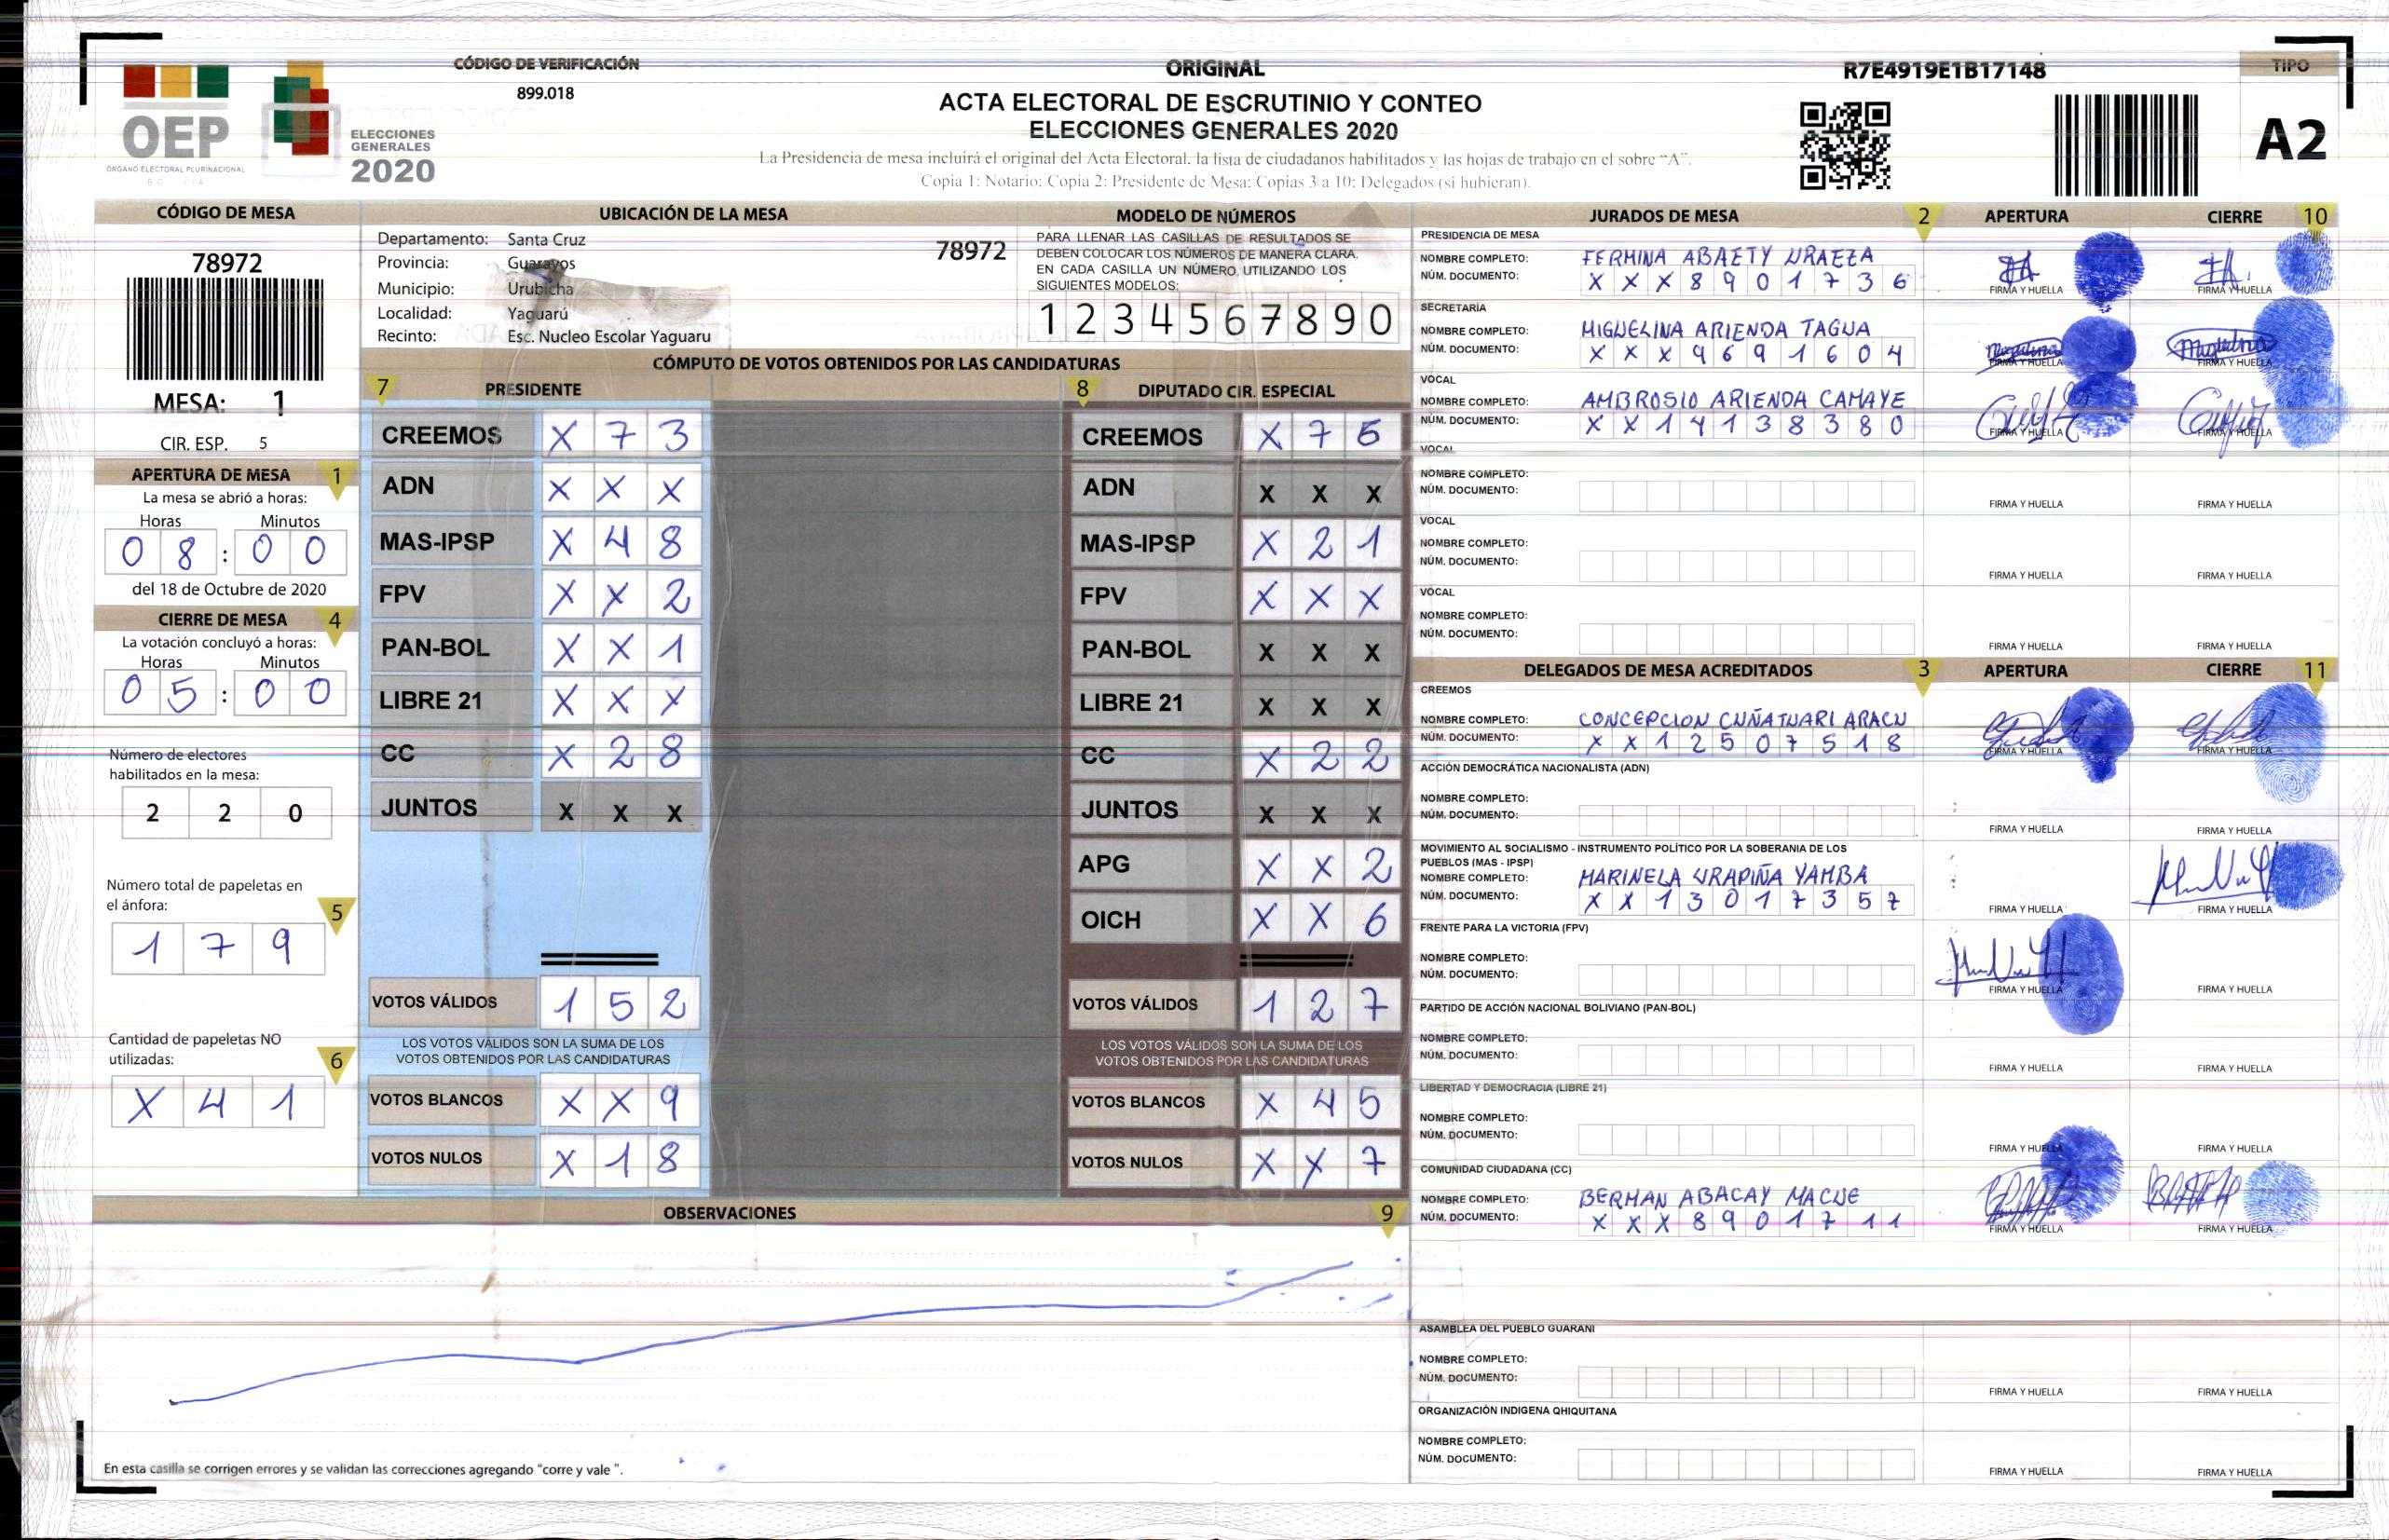 CÓDIGO DE VERIFICACIÓN
899.018
OEP
ÓRGANO ELECTORAL PLURINACIONAL
ELECCIONES
GENERALES
2020
ORIGINAL
ACTA ELECTORAL DE ESCRUTINIO Y CONTEO
ELECCIONES GENERALES 2020
La Presidencia de mesa incluirá el original del Acta Electoral, la lista de ciudadanos habilitados y las hojas de trabajo en el sobre “A”.
Copia 1: Notario; Copia 2: Presidente de Mesa; Copias 3 a 10: Delegados (si hubieran).
R7E4919E1B17148
TIPO
A2
CÓDIGO DE MESA
78972
MESA: 1
CIR. ESP. 5
UBICACIÓN DE LA MESA
Departamento: Santa Cruz
78972
Provincia: Guarayos
Municipio: Urubicha
Localidad: Yaguarú
Recinto: Esc. Nucleo Escolar Yaguaru
MODELO DE NÚMEROS
PARA LLENAR LAS CASILLAS DE RESULTADOS SE
DEBEN COLOCAR LOS NÚMEROS DE MANERA CLARA.
EN CADA CASILLA UN NÚMERO, UTILIZANDO LOS
SIGUIENTES MODELOS:
1 2 3 4 5 6 7 8 9 0
APERTURA DE MESA 1
La mesa se abrió a horas:
Horas Minutos
0 8 : 0 0
del 18 de Octubre de 2020
CIERRE DE MESA 4
La votación concluyó a horas:
Horas Minutos
0 5 : 0 0
Número de electores
habilitados en la mesa:
2 2 0
Número total de papeletas en
el ánfora: 5
1 7 9
Cantidad de papeletas NO
utilizadas: 6
X 4 1
CÓMPUTO DE VOTOS OBTENIDOS POR LAS CANDIDATURAS
7 PRESIDENTE
CREEMOS X 7 3
ADN X X X
MAS-IPSP X 4 8
FPV X X 2
PAN-BOL X X 1
LIBRE 21 X X X
CC X 2 8
JUNTOS X X X
VOTOS VÁLIDOS 1 5 2
LOS VOTOS VÁLIDOS SON LA SUMA DE LOS
VOTOS OBTENIDOS POR LAS CANDIDATURAS
VOTOS BLANCOS X X 9
VOTOS NULOS X 1 8
8 DIPUTADO CIR. ESPECIAL
CREEMOS X 7 6
ADN X X X
MAS-IPSP X 2 1
FPV X X X
PAN-BOL X X X
LIBRE 21 X X X
CC X 2 2
JUNTOS X X X
APG X X 2
OICH X X 6
VOTOS VÁLIDOS 1 2 7
LOS VOTOS VÁLIDOS SON LA SUMA DE LOS
VOTOS OBTENIDOS POR LAS CANDIDATURAS
VOTOS BLANCOS X 4 5
VOTOS NULOS X X 7
OBSERVACIONES 9
En esta casilla se corrigen errores y se validan las correcciones agregando "corre y vale ".
JURADOS DE MESA 2 APERTURA CIERRE 10
PRESIDENCIA DE MESA
NOMBRE COMPLETO: FERMINA ABAETY URAEZA
NÚM. DOCUMENTO: X X X 8 9 0 1 7 3 6
FIRMA Y HUELLA FIRMA Y HUELLA
SECRETARIA
NOMBRE COMPLETO: MIGUELINA ARIENDA TAGUA
NÚM. DOCUMENTO: X X X 9 6 9 1 6 0 4
FIRMA Y HUELLA FIRMA Y HUELLA
VOCAL
NOMBRE COMPLETO: AMBROSIO ARIENDA CAMAYE
NÚM. DOCUMENTO: X X 1 4 1 3 8 3 8 0
FIRMA Y HUELLA FIRMA Y HUELLA
VOCAL
NOMBRE COMPLETO:
NÚM. DOCUMENTO:
FIRMA Y HUELLA FIRMA Y HUELLA
VOCAL
NOMBRE COMPLETO:
NÚM. DOCUMENTO:
FIRMA Y HUELLA FIRMA Y HUELLA
VOCAL
NOMBRE COMPLETO:
NÚM. DOCUMENTO:
FIRMA Y HUELLA FIRMA Y HUELLA
DELEGADOS DE MESA ACREDITADOS 3 APERTURA CIERRE 11
CREEMOS
NOMBRE COMPLETO: CONCEPCION CUÑATUARI ARACU
NÚM. DOCUMENTO: X X 1 2 5 0 7 5 1 8
FIRMA Y HUELLA FIRMA Y HUELLA
ACCIÓN DEMOCRÁTICA NACIONALISTA (ADN)
NOMBRE COMPLETO:
NÚM. DOCUMENTO:
FIRMA Y HUELLA FIRMA Y HUELLA
MOVIMIENTO AL SOCIALISMO - INSTRUMENTO POLÍTICO POR LA SOBERANIA DE LOS
PUEBLOS (MAS - IPSP)
NOMBRE COMPLETO: MARINELA URAPIÑA YAMBA
NÚM. DOCUMENTO: X X 1 3 0 1 7 3 5 7
FIRMA Y HUELLA FIRMA Y HUELLA
FRENTE PARA LA VICTORIA (FPV)
NOMBRE COMPLETO:
NÚM. DOCUMENTO:
FIRMA Y HUELLA FIRMA Y HUELLA
PARTIDO DE ACCIÓN NACIONAL BOLIVIANO (PAN-BOL)
NOMBRE COMPLETO:
NÚM. DOCUMENTO:
FIRMA Y HUELLA FIRMA Y HUELLA
LIBERTAD Y DEMOCRACIA (LIBRE 21)
NOMBRE COMPLETO:
NÚM. DOCUMENTO:
FIRMA Y HUELLA FIRMA Y HUELLA
COMUNIDAD CIUDADANA (CC)
NOMBRE COMPLETO: BERMAN ABACAY MACUE
NÚM. DOCUMENTO: X X X 8 9 0 1 7 1 1
FIRMA Y HUELLA FIRMA Y HUELLA
ASAMBLEA DEL PUEBLO GUARANI
NOMBRE COMPLETO:
NÚM. DOCUMENTO:
FIRMA Y HUELLA FIRMA Y HUELLA
ORGANIZACIÓN INDIGENA QHIQUITANA
NOMBRE COMPLETO:
NÚM. DOCUMENTO:
FIRMA Y HUELLA FIRMA Y HUELLA